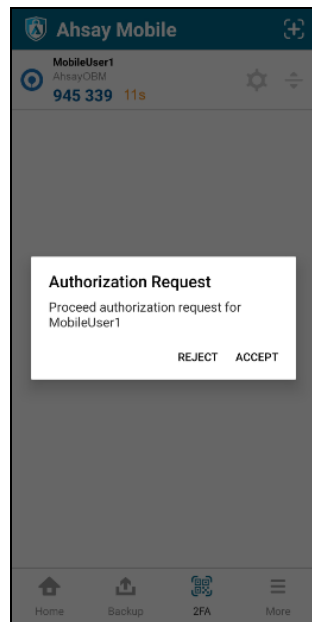 Ahsay Mobile
MobileUser1
AhsayOBM
945 339 11s
Authorization Request
Proceed authorization request for
MobileUser1
REJECT ACCEPT
Home Backup 2FA More